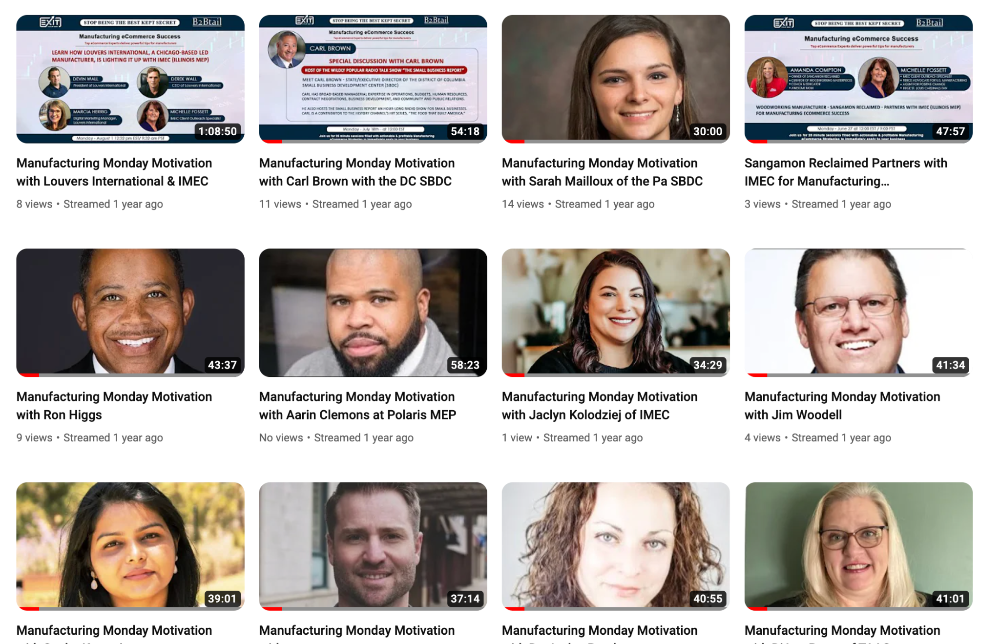 EXIT
STOP BEING THE BEST KEPT SECRET
B2Btail
Manufacturing eCommerce Success
Top eCommerce Experts deliver powerful tips for manufacturers
LEARN HOW LOUVERS INTERNATIONAL, A CHICAGO-BASED LED
MANUFACTURER, IS LIGHTING IT UP WITH IMEC (ILLINOIS MEP)
DEVIN WALL
President of Louvers International
DEREK WALL
CEO of Louvers International
MARCIA HERRIG
Digital Marketing Manager,
Louvers International
MICHELLE FOSSETT
IMEC Client Outreach Specialist
Monday - August 1 12:32 pm EST/ 9:32 am PST
1:08:50
EXIT
STOP BEING THE BEST KEPT SECRET
B2Btail
Manufacturing eCommerce Success
Top eCommerce Experts deliver powerful tips for manufacturers
CARL BROWN
SPECIAL DISCUSSION WITH CARL BROWN
HOST OF THE WILDLY POPULAR RADIO TALK SHOW "THE SMALL BUSINESS REPORT"
MEET CARL BROWN - STATE/EXECUTIVE DIRECTOR OF THE DISTRICT OF COLUMBIA
SMALL BUSINESS DEVELOPMENT CENTER (SBDC)
CARL HAS BROAD-BASED MANAGERIAL EXPERTISE IN OPERATIONS, BUDGETS, HUMAN RESOURCES,
CONTRACT NEGOTIATIONS, BUSINESS DEVELOPMENT, AND COMMUNITY AND PUBLIC RELATIONS.
HE ALSO HOSTS THE SMALL BUSINESS REPORT AN HOUR-LONG RADIO SHOW FOR SMALL BUSINESSES.
CARL IS A CONTRIBUTOR TO THE HISTORY CHANNEL'S HIT SERIES, "THE FOOD THAT BUILT AMERICA."
Monday - July 18th - at 12:00 EST
Join us for 25 minute sessions filled with actionable & profitable Manufacturing
eCommerce Strategies to immediately apply to your business
54:18
30:00
EXIT
STOP BEING THE BEST KEPT SECRET
B2Btail
Manufacturing eCommerce Success
Top eCommerce Experts deliver powerful tips for manufacturers
AMANDA COMPTON
• OWNER OF SANGAMON RECLAIMED
• CURATOR OF WOODWORKING MASTERPIECES
• COACH & EDUCATOR
• AWESOME MOM
MICHELLE FOSSETT
• IMEC CLIENT OUTREACH SPECIALIST
• FIERCE ADVOCATE FOR U.S. MANUFACTURING
• AGENT FOR POSITIVE CHANGE
• HUGE ST. LOUIS CARDINALS FAN
WOODWORKING MANUFACTURER - SANGAMON RECLAIMED - PARTNERS WITH IMEC (ILLINOIS MEP)
FOR MANUFACTURING ECOMMERCE SUCCESS
Monday - June 27 at 12:00 EST / 9:00 PST
Join us for 25 minute sessions filled with actionable & profitable Manufacturing
eCommerce Strategies to immediately apply to your business
47:57
Manufacturing Monday Motivation
with Louvers International & IMEC
8 views • Streamed 1 year ago
Manufacturing Monday Motivation
with Carl Brown with the DC SBDC
11 views • Streamed 1 year ago
Manufacturing Monday Motivation
with Sarah Mailloux of the Pa SBDC
14 views • Streamed 1 year ago
Sangamon Reclaimed Partners with
IMEC for Manufacturing…
3 views • Streamed 1 year ago
43:37
58:23
34:29
41:34
Manufacturing Monday Motivation
with Ron Higgs
9 views • Streamed 1 year ago
Manufacturing Monday Motivation
with Aarin Clemons at Polaris MEP
No views • Streamed 1 year ago
Manufacturing Monday Motivation
with Jaclyn Kolodziej of IMEC
1 view • Streamed 1 year ago
Manufacturing Monday Motivation
with Jim Woodell
4 views • Streamed 1 year ago
39:01
37:14
40:55
41:01
Manufacturing Monday Motivation
Manufacturing Monday Motivation
Manufacturing Monday Motivation
Manufacturing Monday Motivation